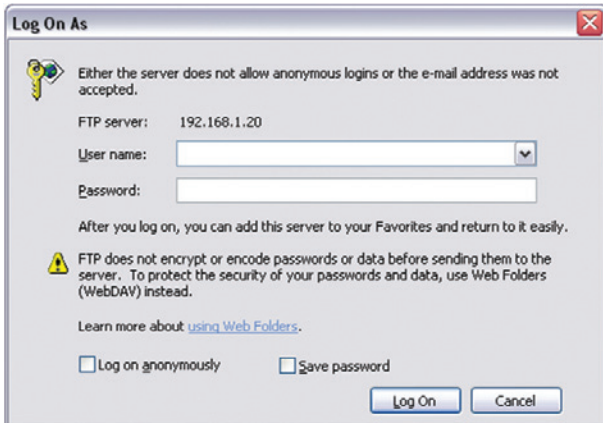 Log On As
Either the server does not allow anonymous logins or the e-mail address was not
accepted.
FTP server: 192.168.1.20
User name:
Password:
After you log on, you can add this server to your Favorites and return to it easily.
FTP does not encrypt or encode passwords or data before sending them to the
server. To protect the security of your passwords and data, use Web Folders
(WebDAV) instead.
Learn more about using Web Folders.
Log on anonymously Save password
Log On Cancel